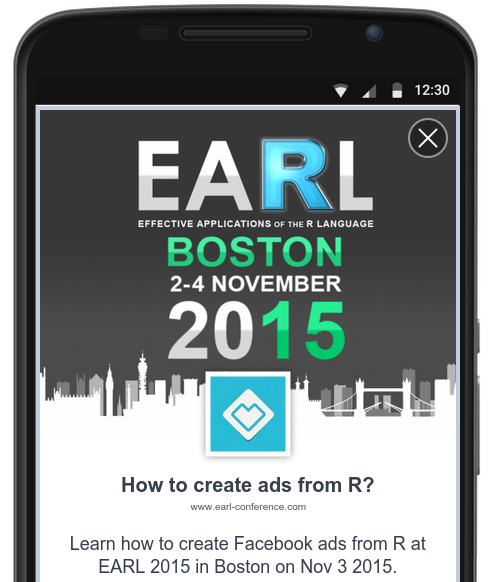 12:30
EARL
EFFECTIVE APPLICATIONS OF THE R LANGUAGE
BOSTON
2-4 NOVEMBER
2015
How to create ads from R?
www.earl-conference.com
Learn how to create Facebook ads from R at
EARL 2015 in Boston on Nov 3 2015.